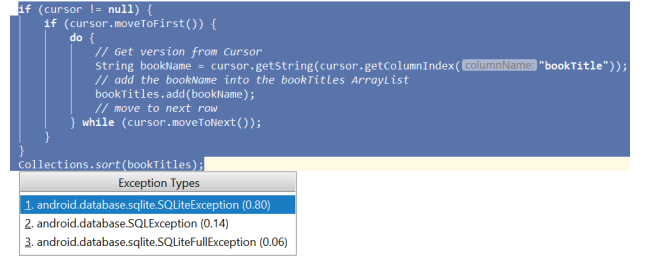 if (cursor != null) {
if (cursor.moveToFirst()) {
do {
// Get version from Cursor
String bookName = cursor.getString(cursor.getColumnIndex( columnName: "bookTitle"));
// add the bookName into the bookTitles ArrayList
bookTitles.add(bookName);
// move to next row
} while (cursor.moveToNext());
}
}
Collections.sort(bookTitles);
Exception Types
1. android.database.sqlite.SQLiteException (0.80)
2. android.database.SQLException (0.14)
3. android.database.sqlite.SQLiteFullException (0.06)